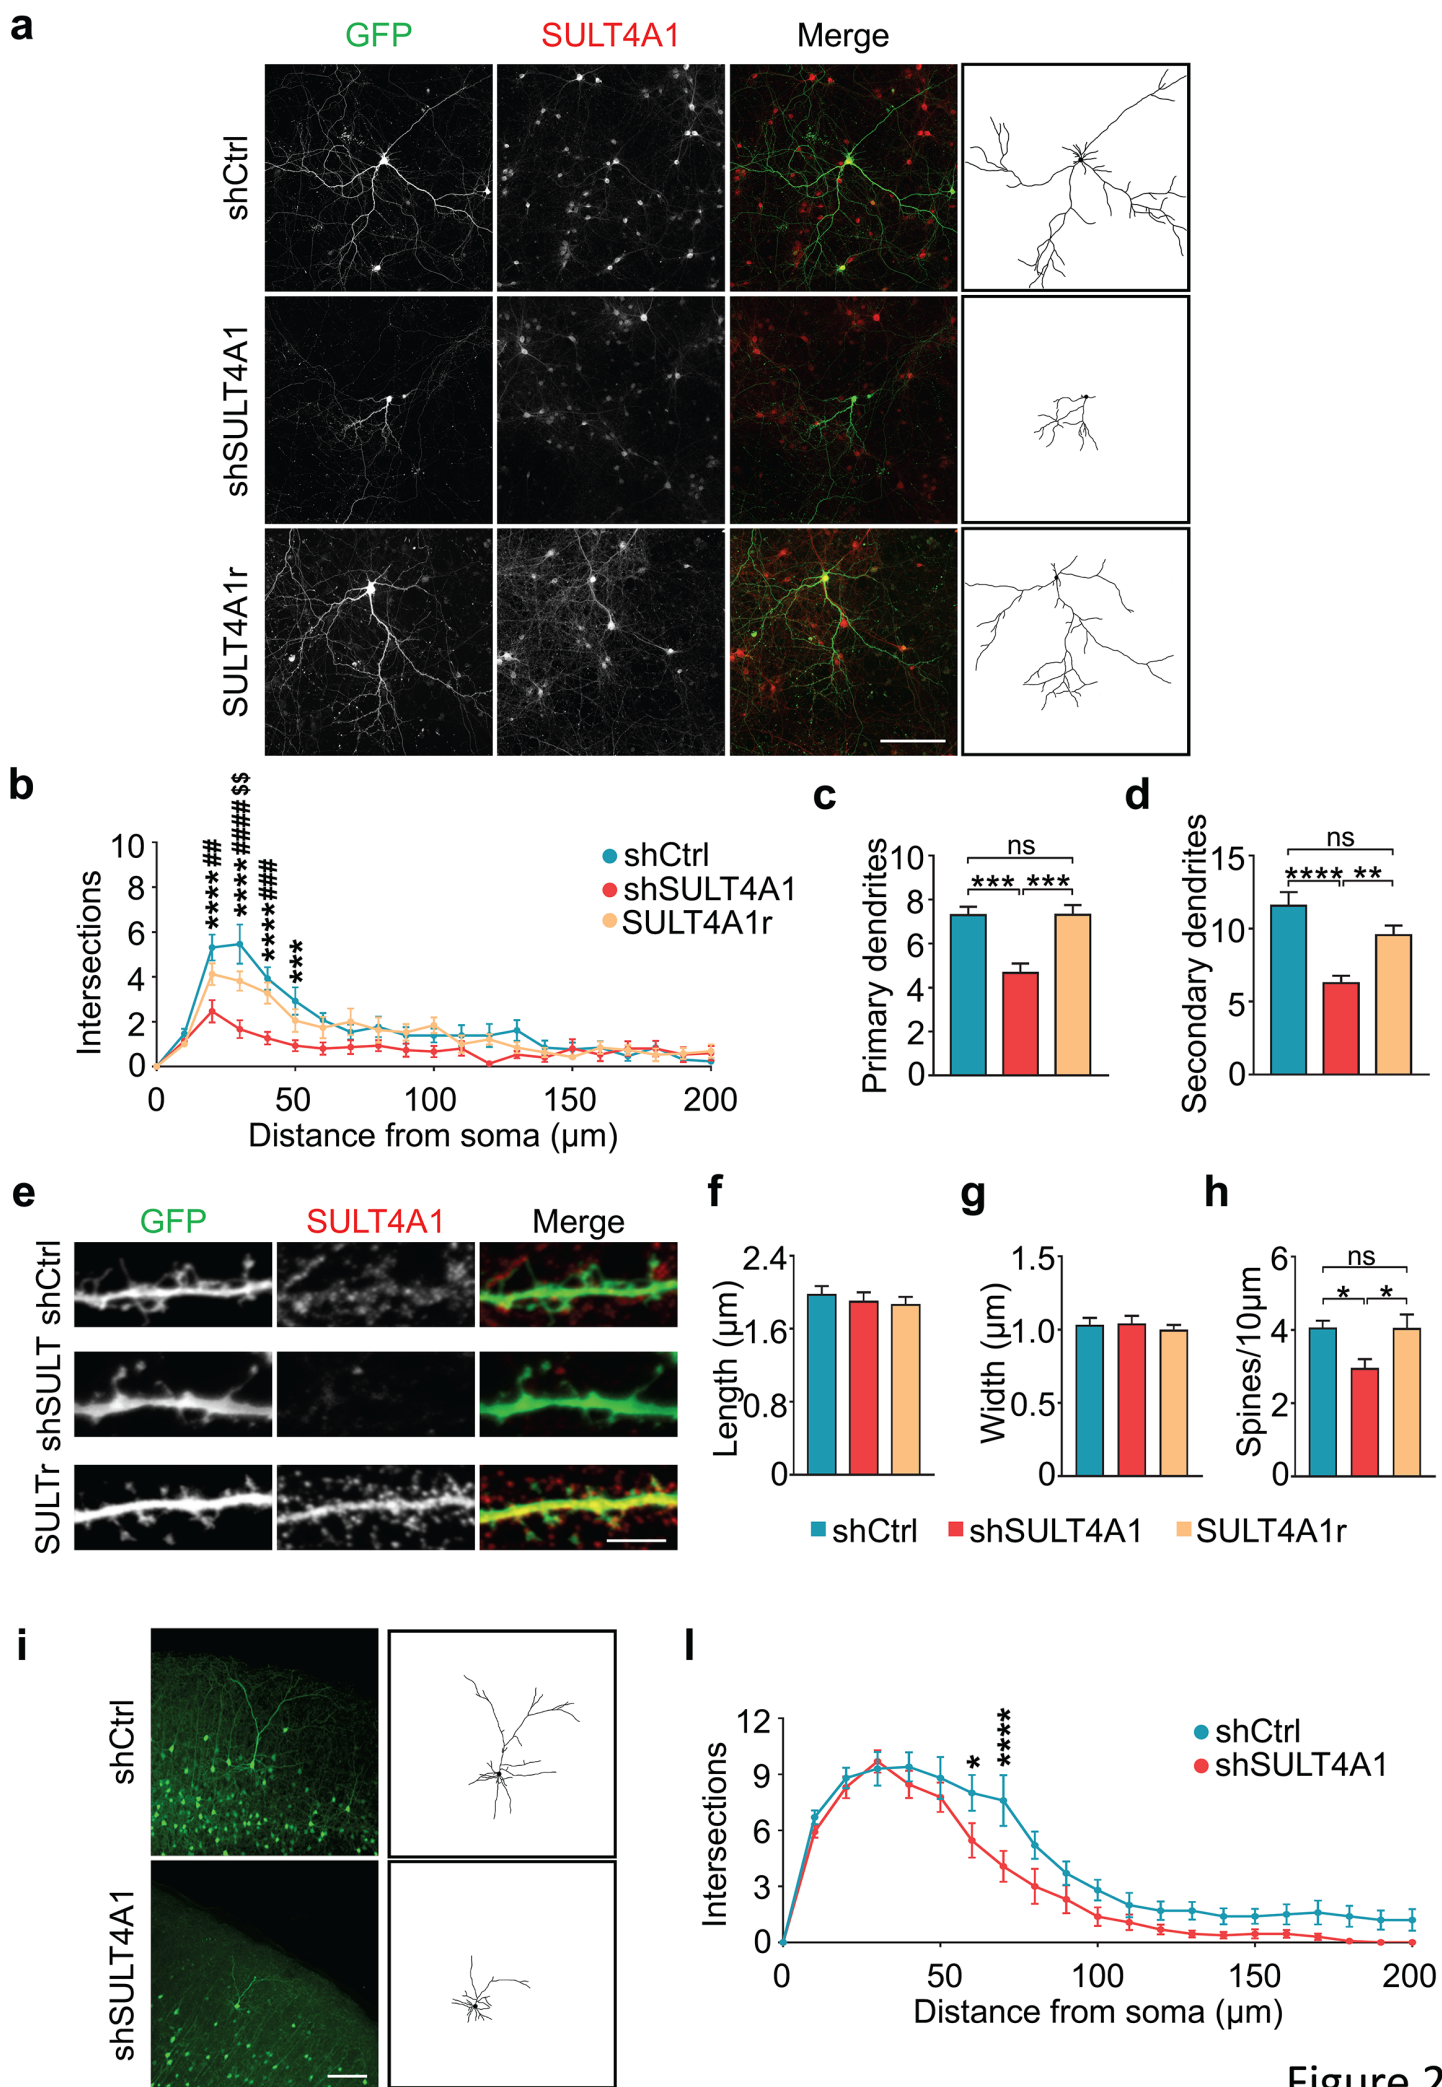 a
GFP SULT4A1 Merge
shCtrl
shSULT4A1
SULT4A1r
b
**** ##
**** #### $$
**** ###
***
10
8
6
4
2
0
Intersections
0 50 100 150 200
Distance from soma (µm)
shCtrl
shSULT4A1
SULT4A1r
c
Primary dendrites
10
8
6
4
2
0
ns
*** ***
d
Secondary dendrites
15
10
5
0
ns
**** **
e
GFP SULT4A1 Merge
shCtrl
shSULT
SULTr
f
Length (µm)
2.4
1.6
0.8
0
g
Width (µm)
1.5
1.0
0.5
0
h
Spines/10µm
6
4
2
0
ns
* *
shCtrl shSULT4A1 SULT4A1r
i
shCtrl
shSULT4A1
l
Intersections
12
9
6
3
0
* ****
shCtrl
shSULT4A1
0 50 100 150 200
Distance from soma (µm)
Figure 2